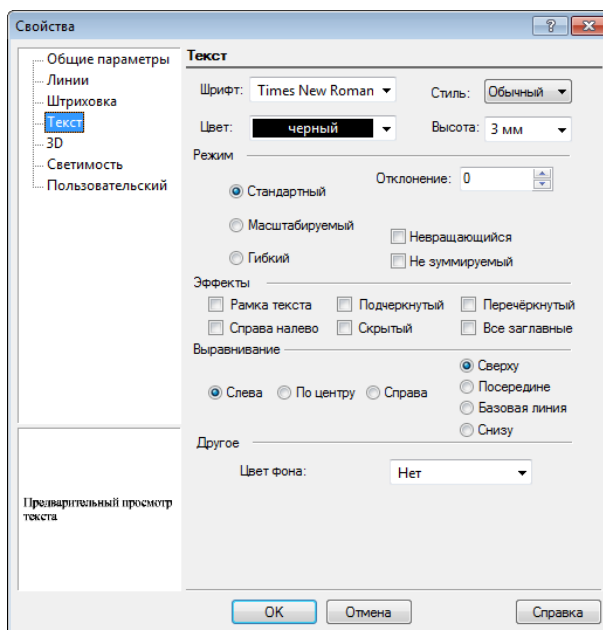 Свойства
Общие параметры
Линии
Штриховка
Текст
3D
Светимость
Пользовательский
Предварительный просмотр
текста
Текст
Шрифт: Times New Roman Стиль: Обычный
Цвет: черный Высота: 3 мм
Режим
Отклонение: 0
Стандартный
Масштабируемый
Невращающийся
Гибкий
Не зуммируемый
Эффекты
Рамка текста Подчеркнутый Перечёркнутый
Справа налево Скрытый Все заглавные
Выравнивание
Сверху
Слева По центру Справа
Посередине
Базовая линия
Снизу
Другое
Цвет фона: Нет
OK Отмена Справка